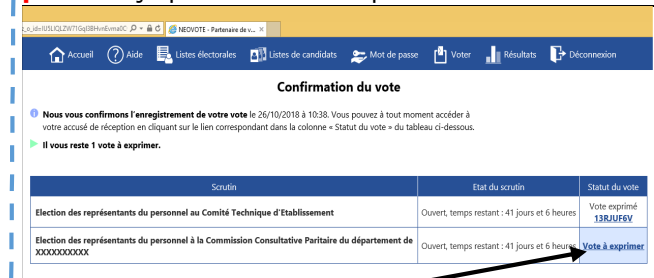 NEOVOTE - Partenaire de v...
Accueil Aide Listes électorales Listes de candidats Mot de passe Voter Résultats Déconnexion
Confirmation du vote
Nous vous confirmons l'enregistrement de votre vote le 26/10/2018 à 10:38. Vous pouvez à tout moment accéder à
votre accusé de réception en cliquant sur le lien correspondant dans la colonne « Statut du vote » du tableau ci-dessous.
Il vous reste 1 vote à exprimer.
Scrutin Etat du scrutin Statut du vote
Election des représentants du personnel au Comité Technique d'Etablissement Ouvert, temps restant : 41 jours et 6 heures Vote exprimé
13RJUF6V
Election des représentants du personnel à la Commission Consultative Paritaire du département de
XXXXXXXXXX Ouvert, temps restant : 41 jours et 6 heures Vote à exprimer